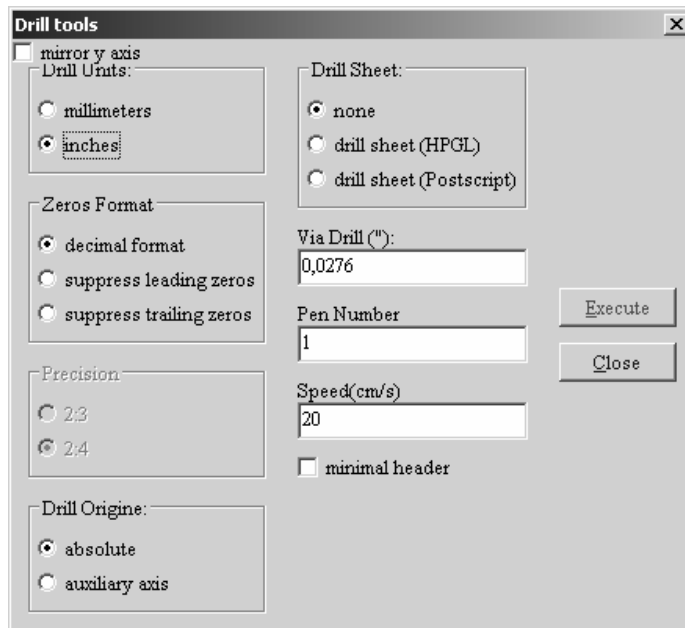 Drill tools
mirror y axis
Drill Units:
millimeters
inches
Zeros Format
decimal format
suppress leading zeros
suppress trailing zeros
Precision
2:3
2:4
Drill Origine:
absolute
auxiliary axis
Drill Sheet:
none
drill sheet (HPGL)
drill sheet (Postscript)
Via Drill ("):
0,0276
Pen Number
1
Speed(cm/s)
20
minimal header
Execute
Close